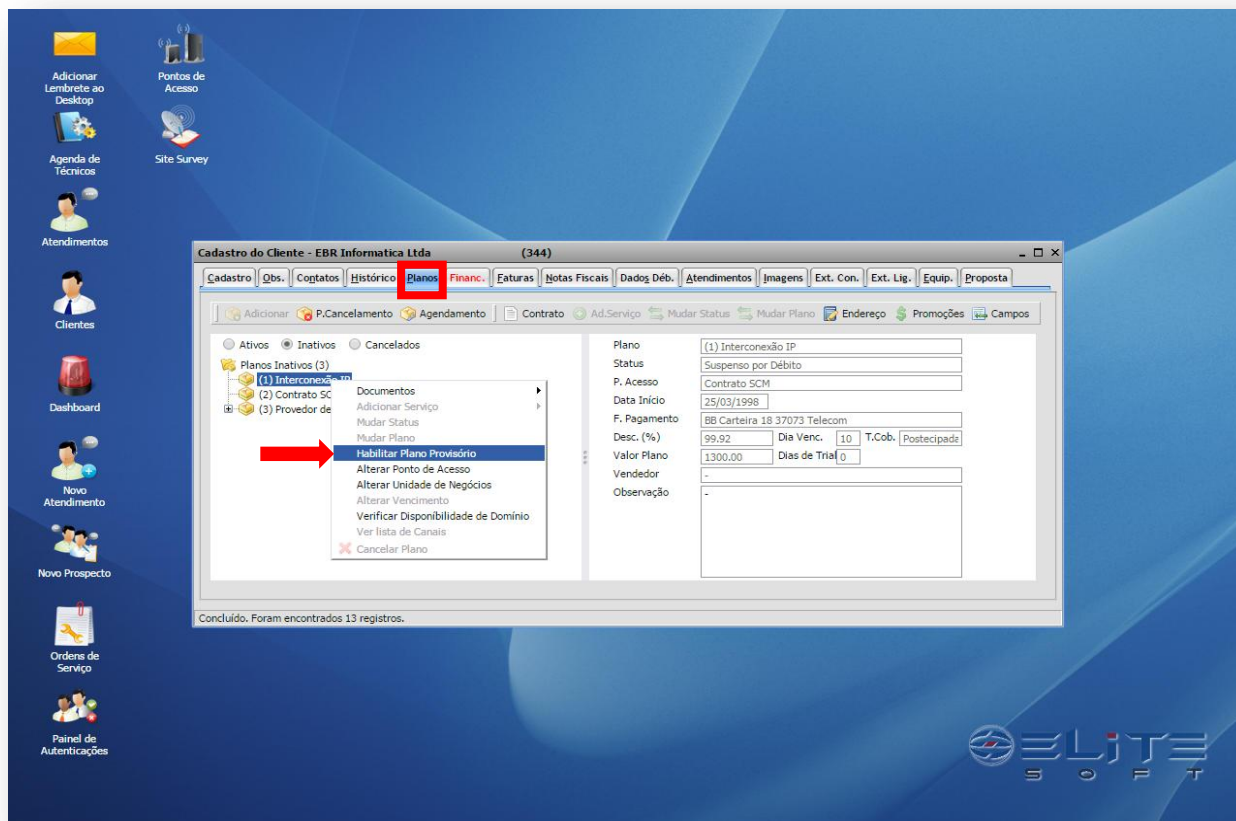 Adicionar
Lembrete ao
Desktop
Pontos de
Acesso
Agenda de
Técnicos
Site Survey
Atendimentos
Clientes
Dashboard
Novo
Atendimento
Novo Prospecto
Ordens de
Serviço
Painel de
Autenticações
Cadastro do Cliente - EBR Informatica Ltda (344)
Cadastro Obs. Contatos Histórico Planos Financ. Faturas Notas Fiscais Dados Déb. Atendimentos Imagens Ext. Con. Ext. Lig. Equip. Proposta
Adicionar P.Cancelamento Agendamento Contrato Ad.Serviço Mudar Status Mudar Plano Endereço Promoções Campos
Ativos Inativos Cancelados
Planos Inativos (3)
(1) Interconexão IP
(2) Contrato SC
(3) Provedor de
Documentos
Adicionar Serviço
Mudar Status
Mudar Plano
Habilitar Plano Provisório
Alterar Ponto de Acesso
Alterar Unidade de Negócios
Alterar Vencimento
Verificar Disponíbilidade de Domínio
Ver lista de Canais
Cancelar Plano
Plano (1) Interconexão IP
Status Suspenso por Débito
P. Acesso Contrato SCM
Data Início 25/03/1998
F. Pagamento BB Carteira 18 37073 Telecom
Desc. (%) 99.92 Dia Venc. 10 T.Cob. Postecipada
Valor Plano 1300.00 Dias de Trial 0
Vendedor -
Observação -
Concluído. Foram encontrados 13 registros.
ELITE
SOFT